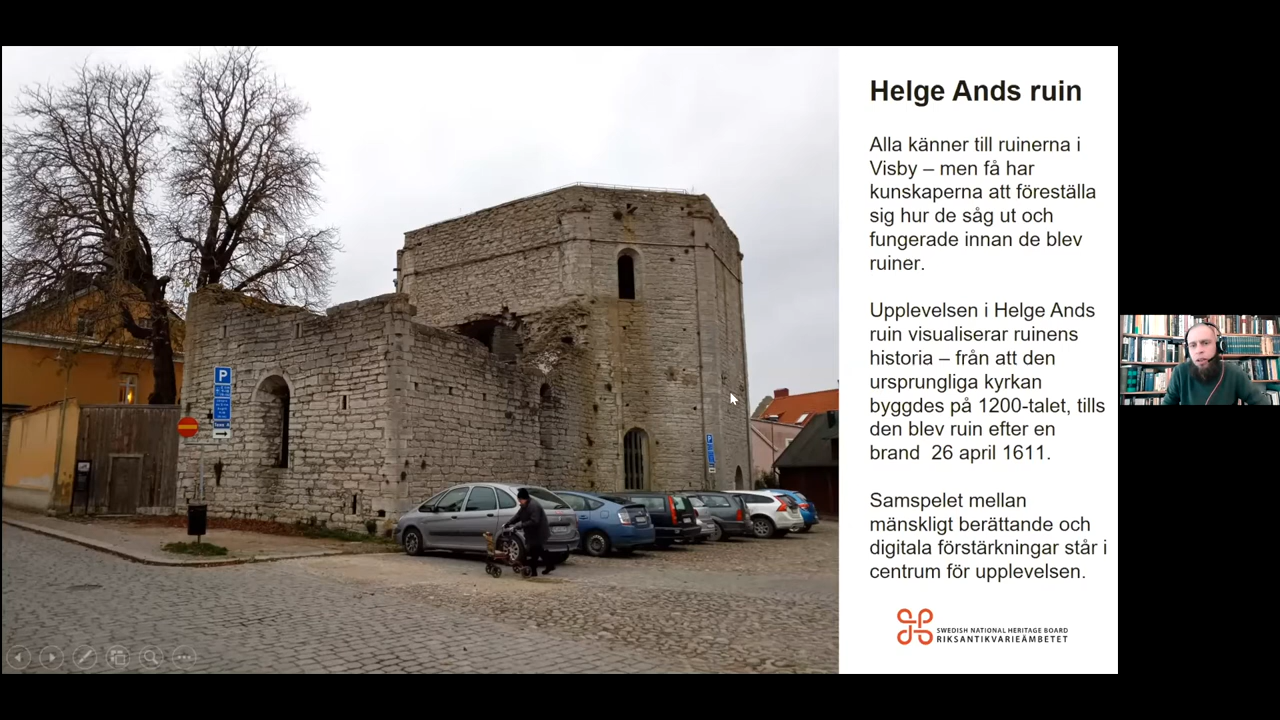 Helge Ands ruin
Alla känner till ruinerna i
Visby – men få har
kunskaperna att föreställa
sig hur de såg ut och
fungerade innan de blev
ruiner.
Upplevelsen i Helge Ands
ruin visualiserar ruinens
historia – från att den
ursprungliga kyrkan
byggdes på 1200-talet, tills
den blev ruin efter en
brand  26 april 1611.
Samspelet mellan
mänskligt berättande och
digitala förstärkningar står i
centrum för upplevelsen.
SWEDISH NATIONAL HERITAGE BOARD
RIKSANTIKVARIEÄMBETET
P
P